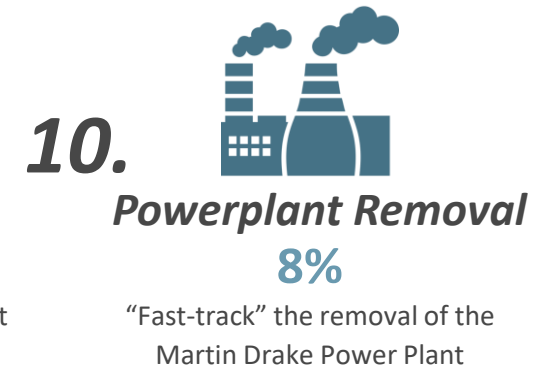 10.
Powerplant Removal
8%
t “Fast-track” the removal of the
Martin Drake Power Plant